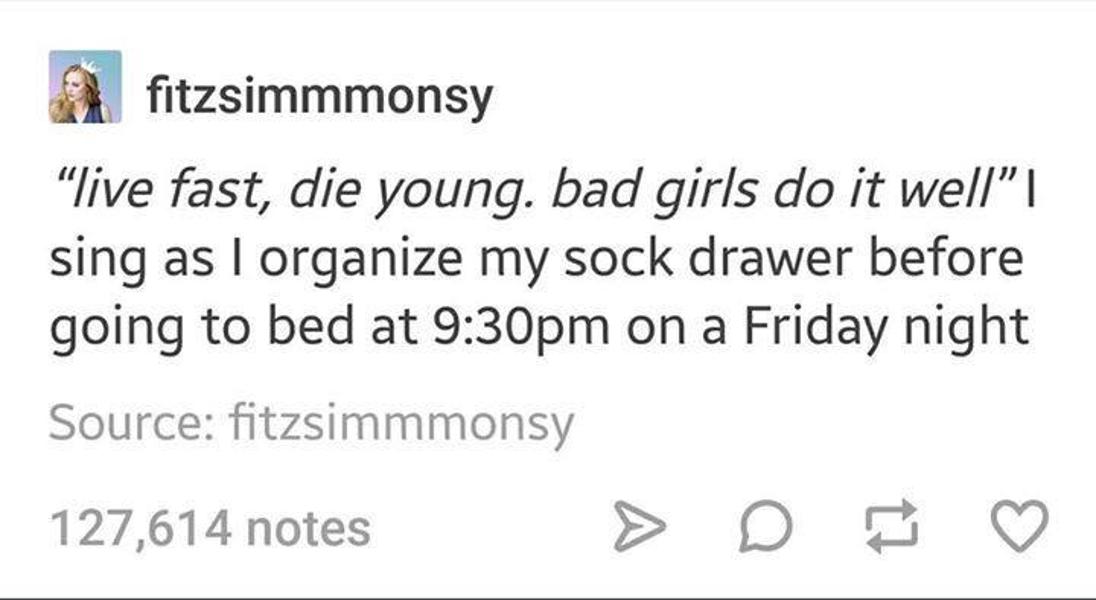 fitzsimmmonsy
“live fast, die young. bad girls do it well” I
sing as I organize my sock drawer before
going to bed at 9:30pm on a Friday night
Source: fitzsimmmonsy
127,614 notes